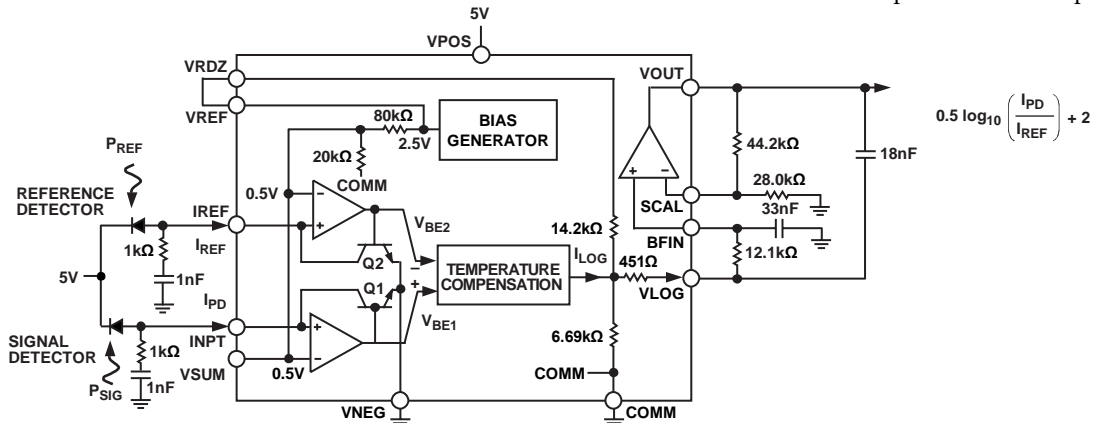 5V
VPOS
VRDZ
VREF
80kΩ
2.5V
BIAS
GENERATOR
20kΩ
COMM
VOUT
44.2kΩ
18nF
0.5 log10 (IPD/IREF) + 2
28.0kΩ
SCAL
33nF
BFIN
12.1kΩ
PREF
REFERENCE
DETECTOR
0.5V
IREF
IREF
1kΩ
1nF
VBE2
Q2
14.2kΩ
5V
TEMPERATURE
COMPENSATION
ILOG
451Ω
VLOG
IPD
Q1
VBE1
SIGNAL
DETECTOR
INPT
1kΩ
VSUM
0.5V
6.69kΩ
PSIG
1nF
COMM
VNEG
COMM